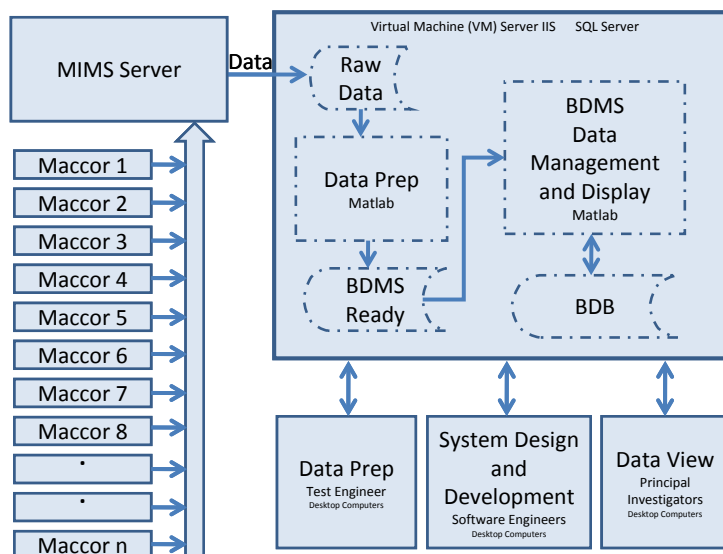 Virtual Machine (VM) Server IIS SQL Server
MIMS Server
Data
Raw
Data
BDMS
Data
Management
and Display
Matlab
Data Prep
Matlab
BDMS
Ready
BDB
Maccor 1
Maccor 2
Maccor 3
Maccor 4
Maccor 5
Maccor 6
Maccor 7
Maccor 8
.
.
Maccor n
Data Prep
Test Engineer
Desktop Computers
System Design
and
Development
Software Engineers
Desktop Computers
Data View
Principal
Investigators
Desktop Computers